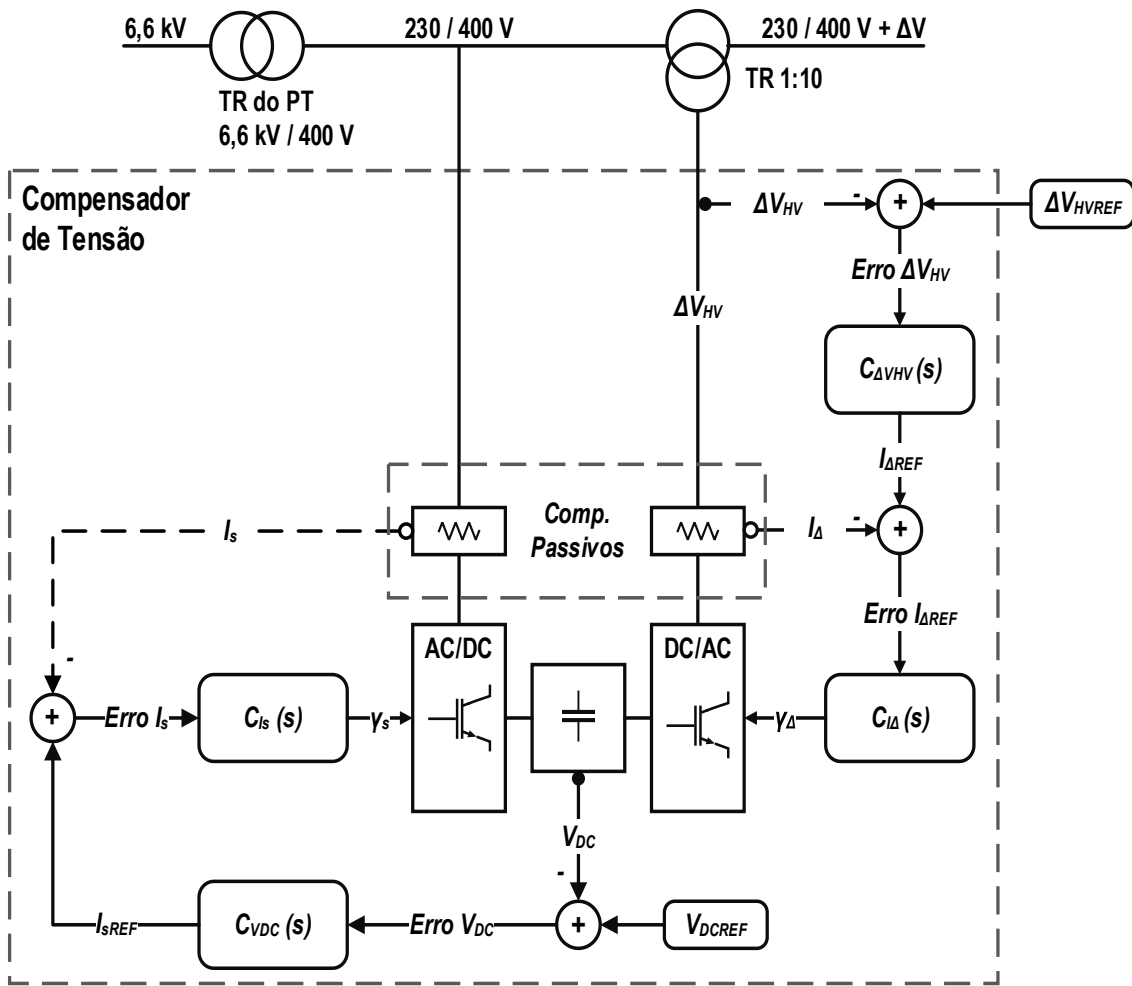 6,6 kV
230 / 400 V
230 / 400 V + ΔV
TR do PT
6,6 kV / 400 V
TR 1:10
Compensador
de Tensão
ΔV_HV
-
+
ΔV_HVREF
Erro ΔV_HV
ΔV_HV
C_ΔVHV (s)
I_ΔREF
I_s
Comp.
Passivos
I_Δ
-
+
Erro I_ΔREF
AC/DC
DC/AC
-
+
Erro I_s
C_Is (s)
γ_s
γ_Δ
C_IΔ (s)
V_DC
-
I_sREF
C_VDC (s)
Erro V_DC
+
V_DCREF